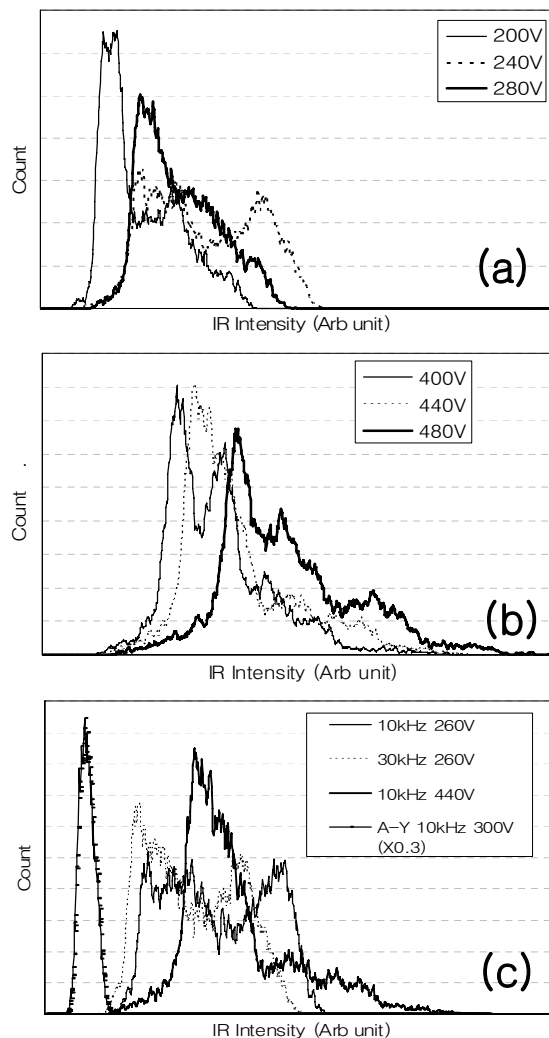 200V
240V
280V
Count
(a)
IR Intensity (Arb unit)
400V
440V
480V
Count
(b)
IR Intensity (Arb unit)
10kHz 260V
30kHz 260V
10kHz 440V
A-Y 10kHz 300V
(X0.3)
Count
(c)
IR Intensity (Arb unit)